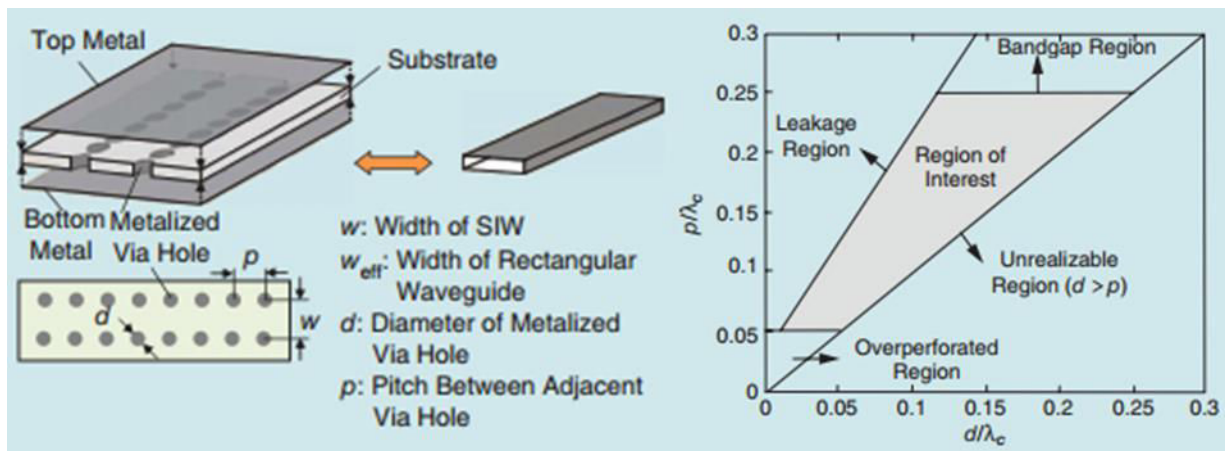 Top Metal
Substrate
Bottom
Metal
Metalized
Via Hole
p
d
w
w: Width of SIW
weff: Width of Rectangular
Waveguide
d: Diameter of Metalized
Via Hole
p: Pitch Between Adjacent
Via Hole
0.3
0.25
0.2
0.15
0.1
0.05
0
p/λc
Bandgap Region
Leakage
Region
Region of
Interest
Unrealizable
Region (d > p)
Overperforated
Region
0 0.05 0.1 0.15 0.2 0.25 0.3
d/λc